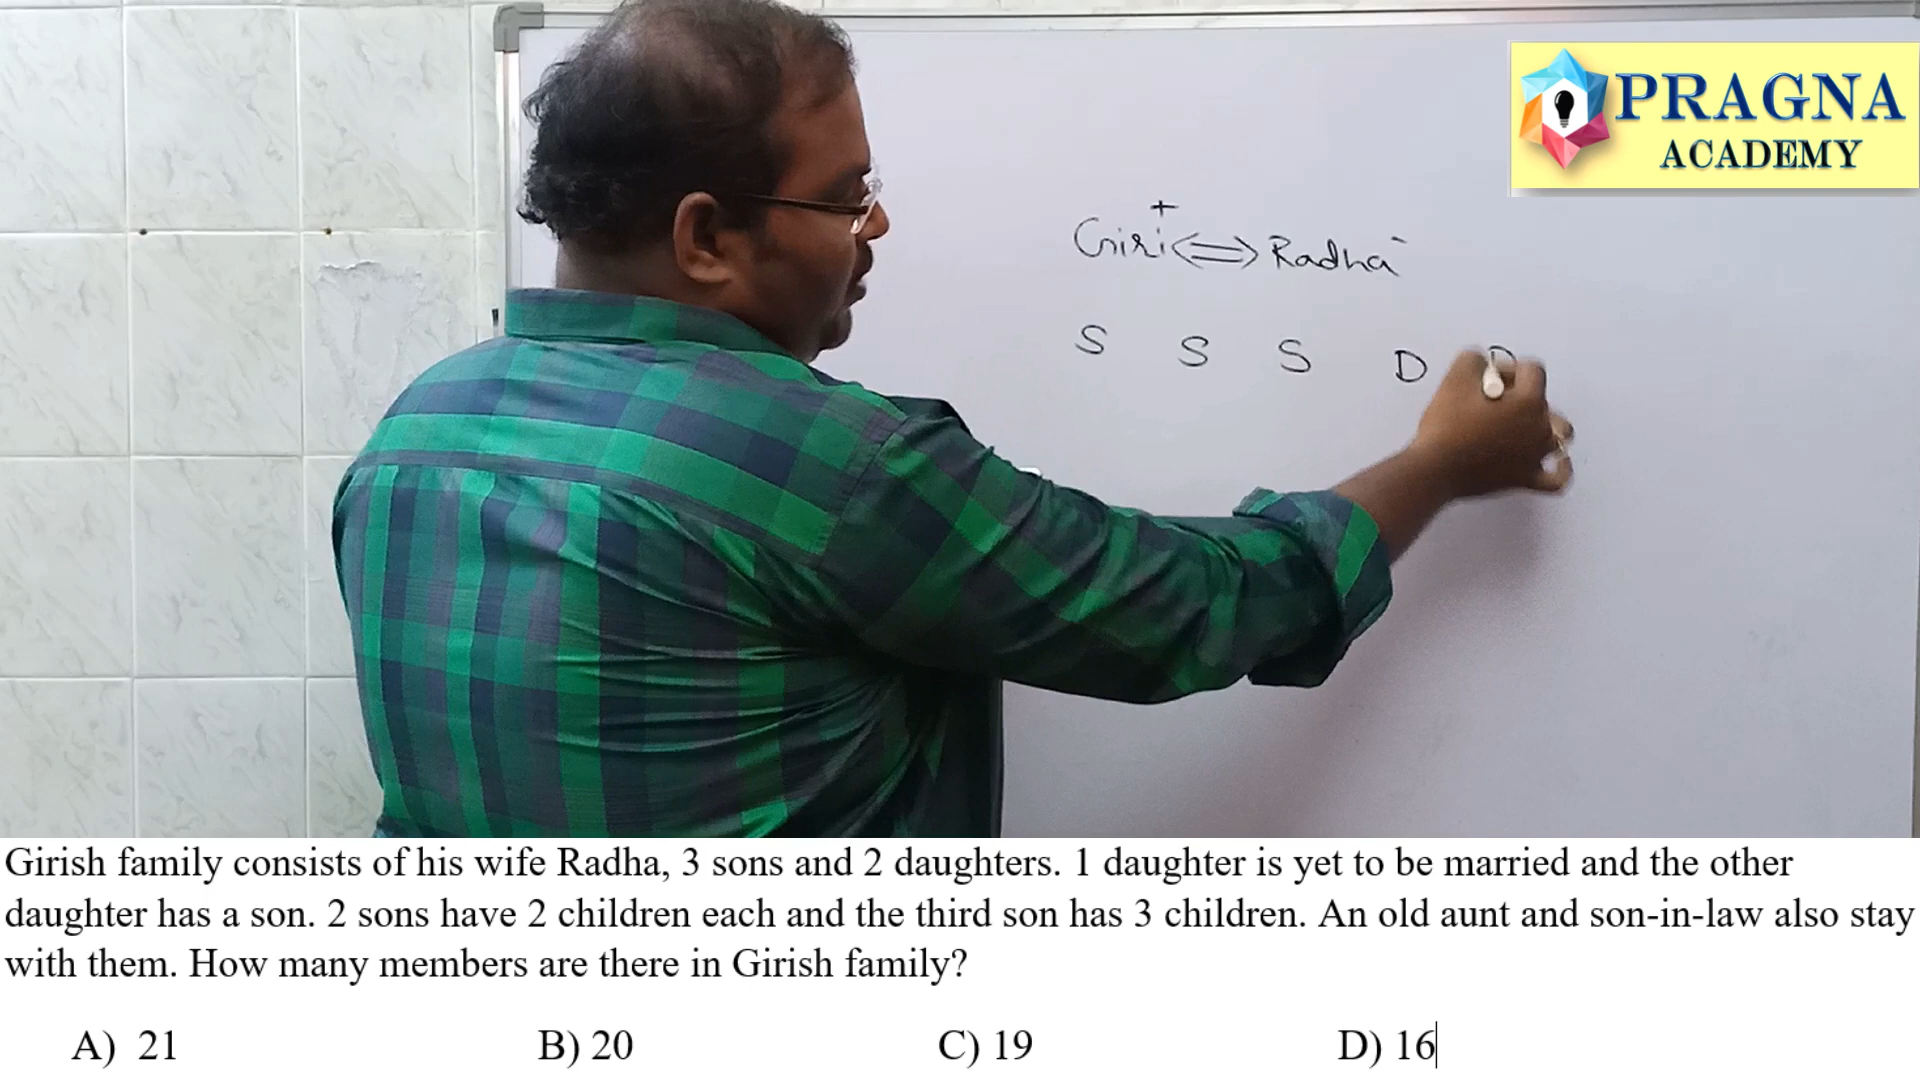 PRAGNA
ACADEMY
Giri+ ⇔ Radha-
S S S D D
Girish family consists of his wife Radha, 3 sons and 2 daughters. 1 daughter is yet to be married and the other
daughter has a son. 2 sons have 2 children each and the third son has 3 children. An old aunt and son-in-law also stay
with them. How many members are there in Girish family?
A) 21 B) 20 C) 19 D) 16